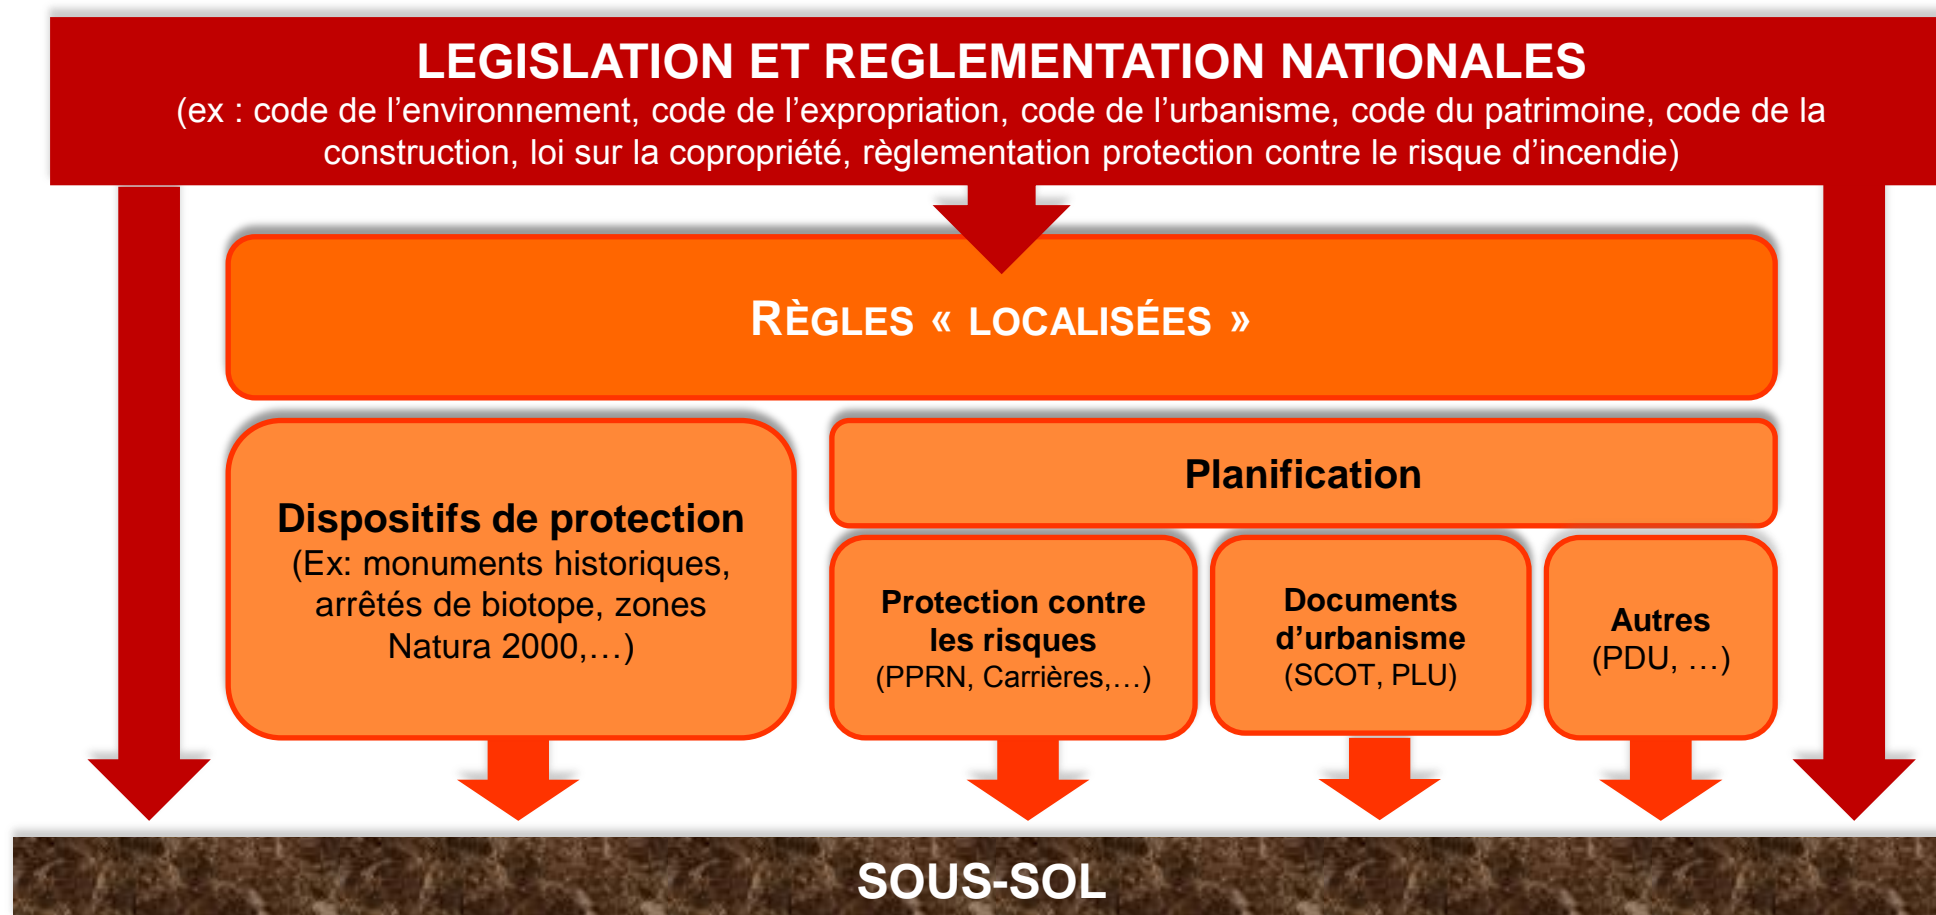 LEGISLATION ET REGLEMENTATION NATIONALES
(ex : code de l’environnement, code de l’expropriation, code de l’urbanisme, code du patrimoine, code de la
construction, loi sur la copropriété, règlementation protection contre le risque d’incendie)
RÈGLES « LOCALISÉES »
Dispositifs de protection
(Ex: monuments historiques,
arrêtés de biotope, zones
Natura 2000,…)
Planification
Protection contre
les risques
(PPRN, Carrières,…)
Documents
d’urbanisme
(SCOT, PLU)
Autres
(PDU, …)
SOUS-SOL